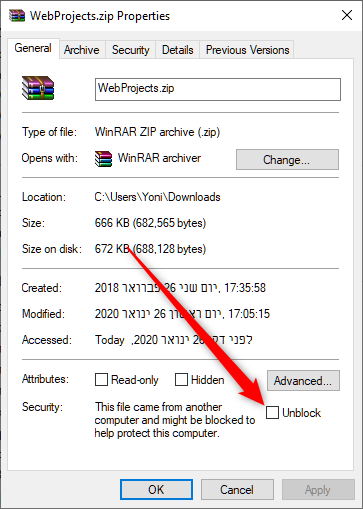 WebProjects.zip Properties
General Archive Security Details Previous Versions
WebProjects.zip
Type of file: WinRAR ZIP archive (.zip)
Opens with: WinRAR archiver Change...
Location: C:\Users\Yoni\Downloads
Size: 666 KB (682,565 bytes)
Size on disk: 672 KB (688,128 bytes)
Created: יום שני 26 פברואר 2018, 17:35:58
Modified: יום ראשון 26 ינואר 2020, 17:05:15
Accessed: Today, 26 ינואר 2020, לפני
Attributes: Read-only Hidden Advanced...
Security: This file came from another
computer and might be blocked to
help protect this computer.
Unblock
OK Cancel Apply